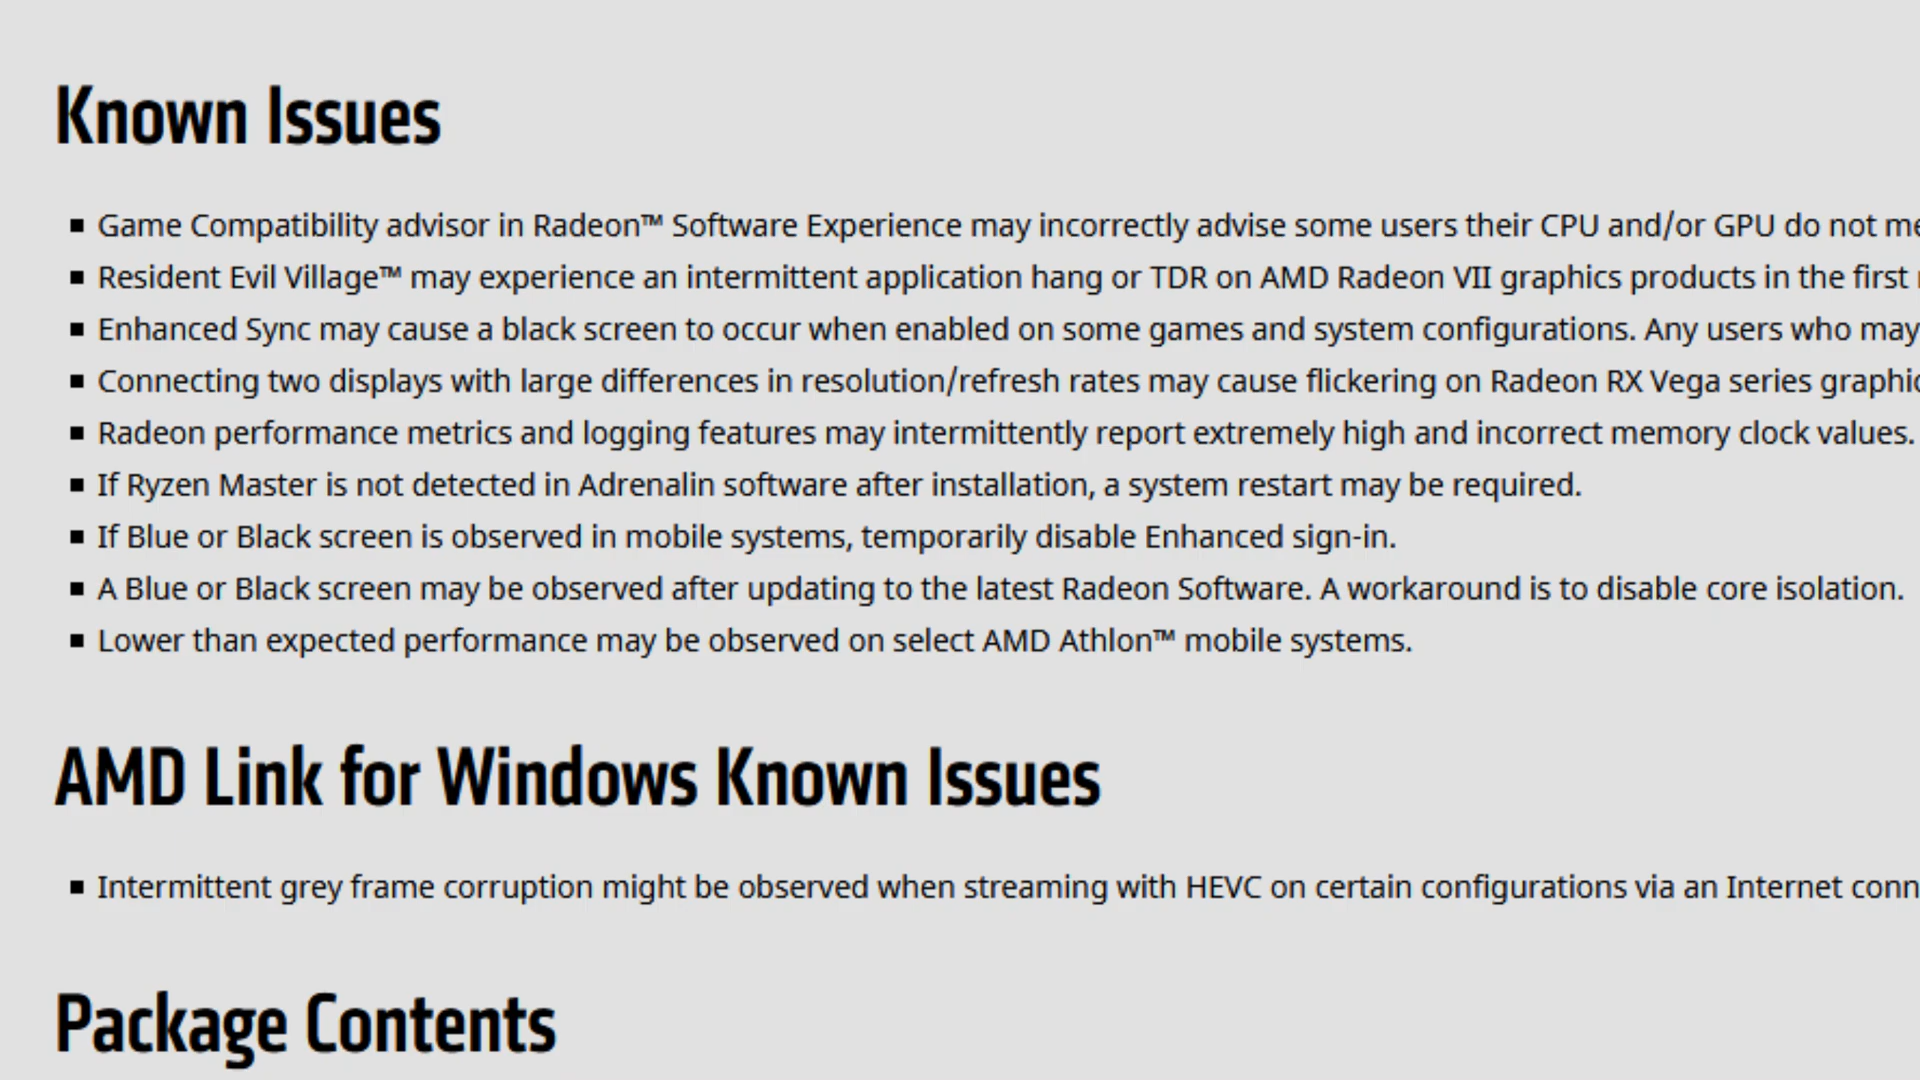 Known Issues
Game Compatibility advisor in Radeon™ Software Experience may incorrectly advise some users their CPU and/or GPU do not me
Resident Evil Village™ may experience an intermittent application hang or TDR on AMD Radeon VII graphics products in the first
Enhanced Sync may cause a black screen to occur when enabled on some games and system configurations. Any users who may
Connecting two displays with large differences in resolution/refresh rates may cause flickering on Radeon RX Vega series graphic
Radeon performance metrics and logging features may intermittently report extremely high and incorrect memory clock values.
If Ryzen Master is not detected in Adrenalin software after installation, a system restart may be required.
If Blue or Black screen is observed in mobile systems, temporarily disable Enhanced sign-in.
A Blue or Black screen may be observed after updating to the latest Radeon Software. A workaround is to disable core isolation.
Lower than expected performance may be observed on select AMD Athlon™ mobile systems.
AMD Link for Windows Known Issues
Intermittent grey frame corruption might be observed when streaming with HEVC on certain configurations via an Internet conn
Package Contents